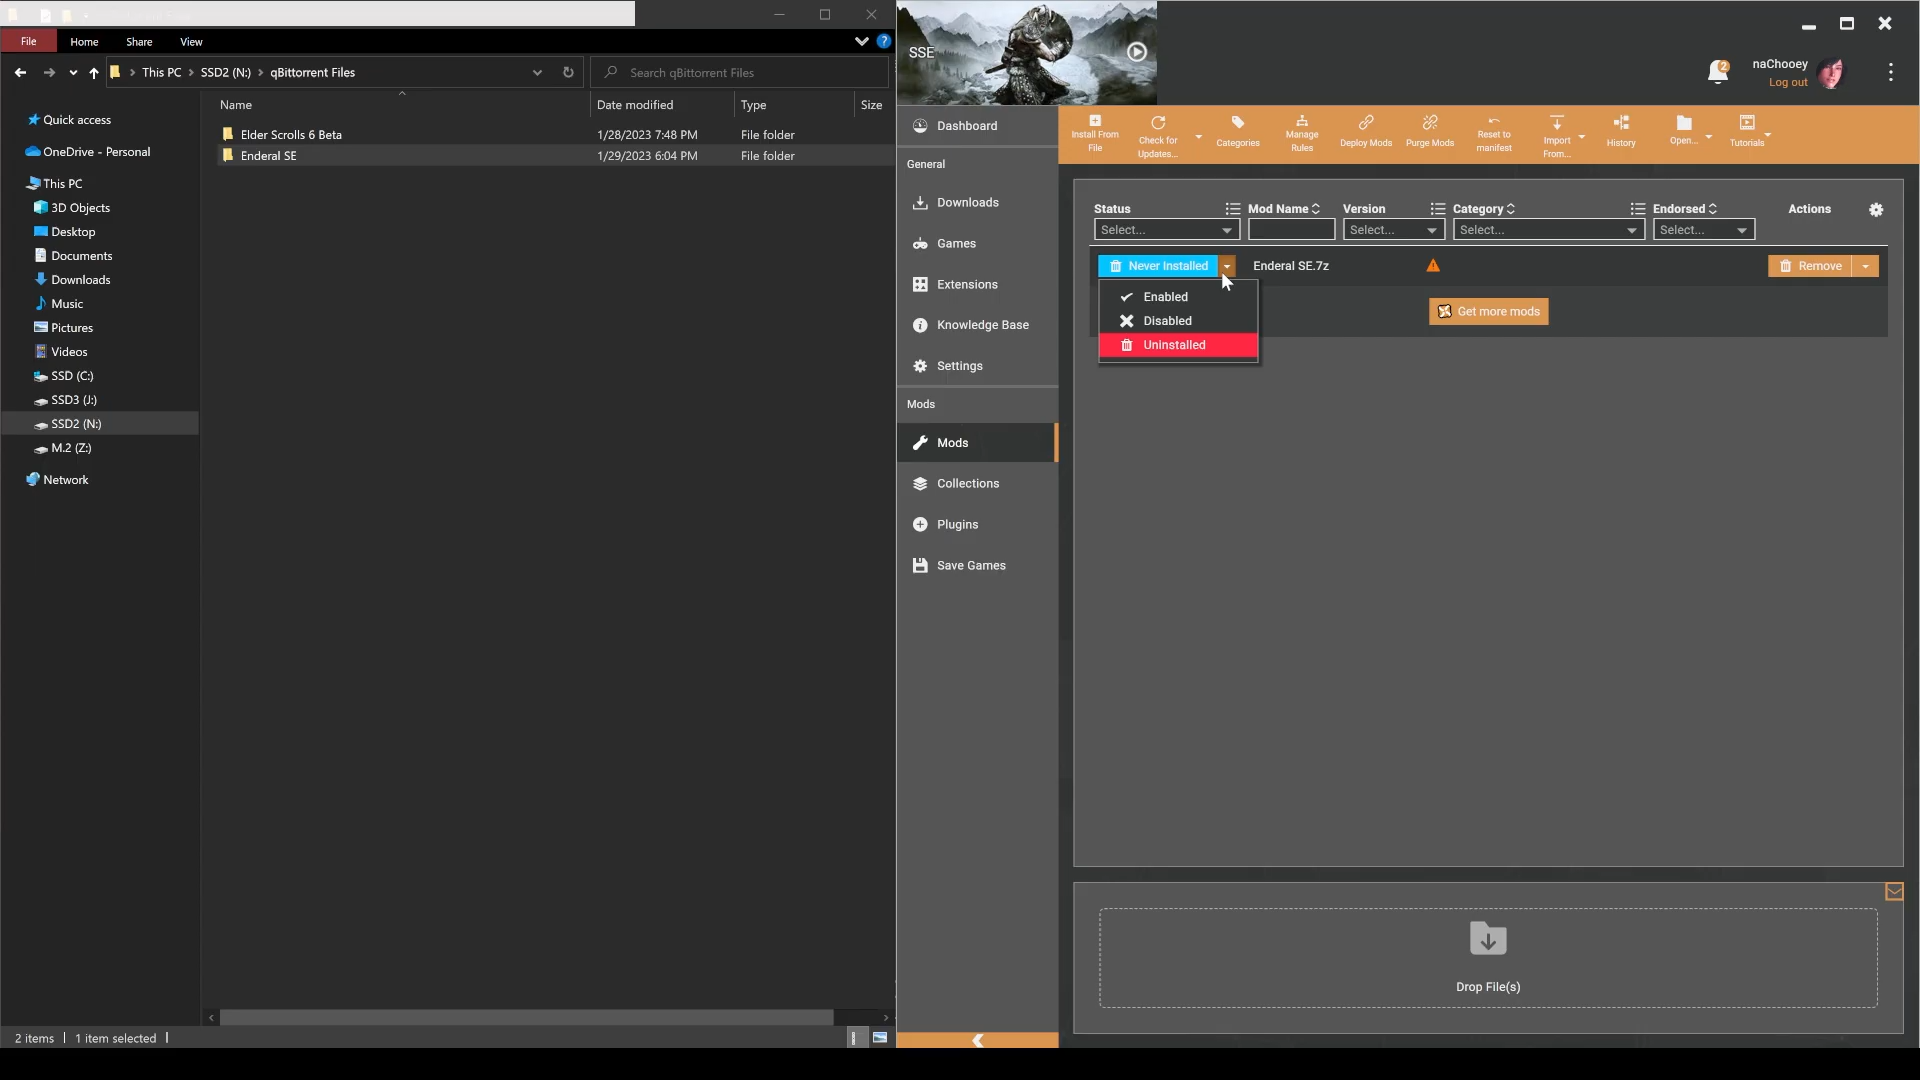 File
Home
Share
View
?
This PC > SSD2 (N:) > qBittorrent Files
Search qBittorrent Files
Quick access
OneDrive - Personal
This PC
3D Objects
Desktop
Documents
Downloads
Music
Pictures
Videos
SSD (C:)
SSD3 (J:)
SSD2 (N:)
M.2 (Z:)
Network
Name
Date modified
Type
Size
Elder Scrolls 6 Beta
1/28/2023 7:48 PM
File folder
Enderal SE
1/29/2023 6:04 PM
File folder
2 items
1 item selected
SSE
2
naChooey
Log out
Dashboard
General
Downloads
Games
Extensions
Knowledge Base
Settings
Mods
Mods
Collections
Plugins
Save Games
Install From
File
Check for
Updates...
Categories
Manage
Rules
Deploy Mods
Purge Mods
Reset to
manifest
Import
From...
History
Open...
Tutorials
Status
Mod Name
Version
Category
Endorsed
Actions
Select...
Select...
Select...
Select...
Never Installed
Enderal SE.7z
Remove
Enabled
Disabled
Uninstalled
Get more mods
Drop File(s)